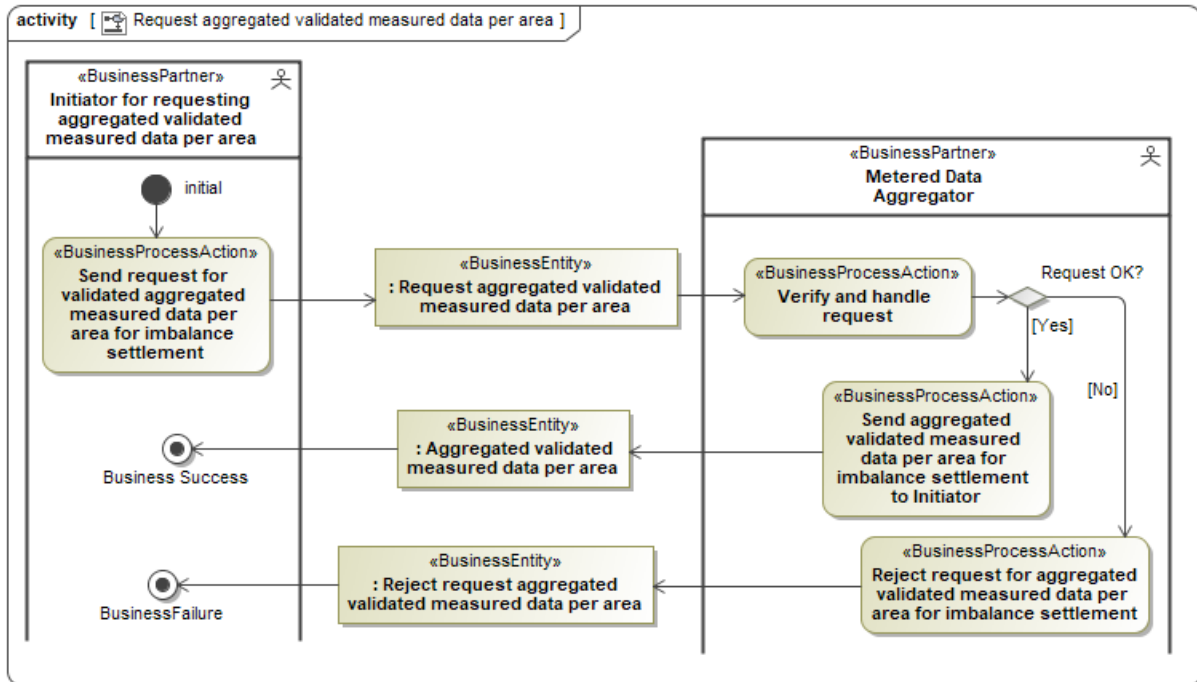 activity [ Request aggregated validated measured data per area ]
«BusinessPartner»
Initiator for requesting
aggregated validated
measured data per area
«BusinessPartner»
Metered Data
Aggregator
initial
«BusinessProcessAction»
Send request for
validated aggregated
measured data per
area for imbalance
settlement
«BusinessEntity»
: Request aggregated validated
measured data per area
«BusinessProcessAction»
Verify and handle
request
Request OK?
[Yes]
[No]
«BusinessProcessAction»
Send aggregated
validated measured
data per area for
imbalance settlement
to Initiator
«BusinessEntity»
: Aggregated validated
measured data per area
Business Success
«BusinessProcessAction»
Reject request for aggregated
validated measured data per
area for imbalance settlement
«BusinessEntity»
: Reject request aggregated
validated measured data per area
BusinessFailure